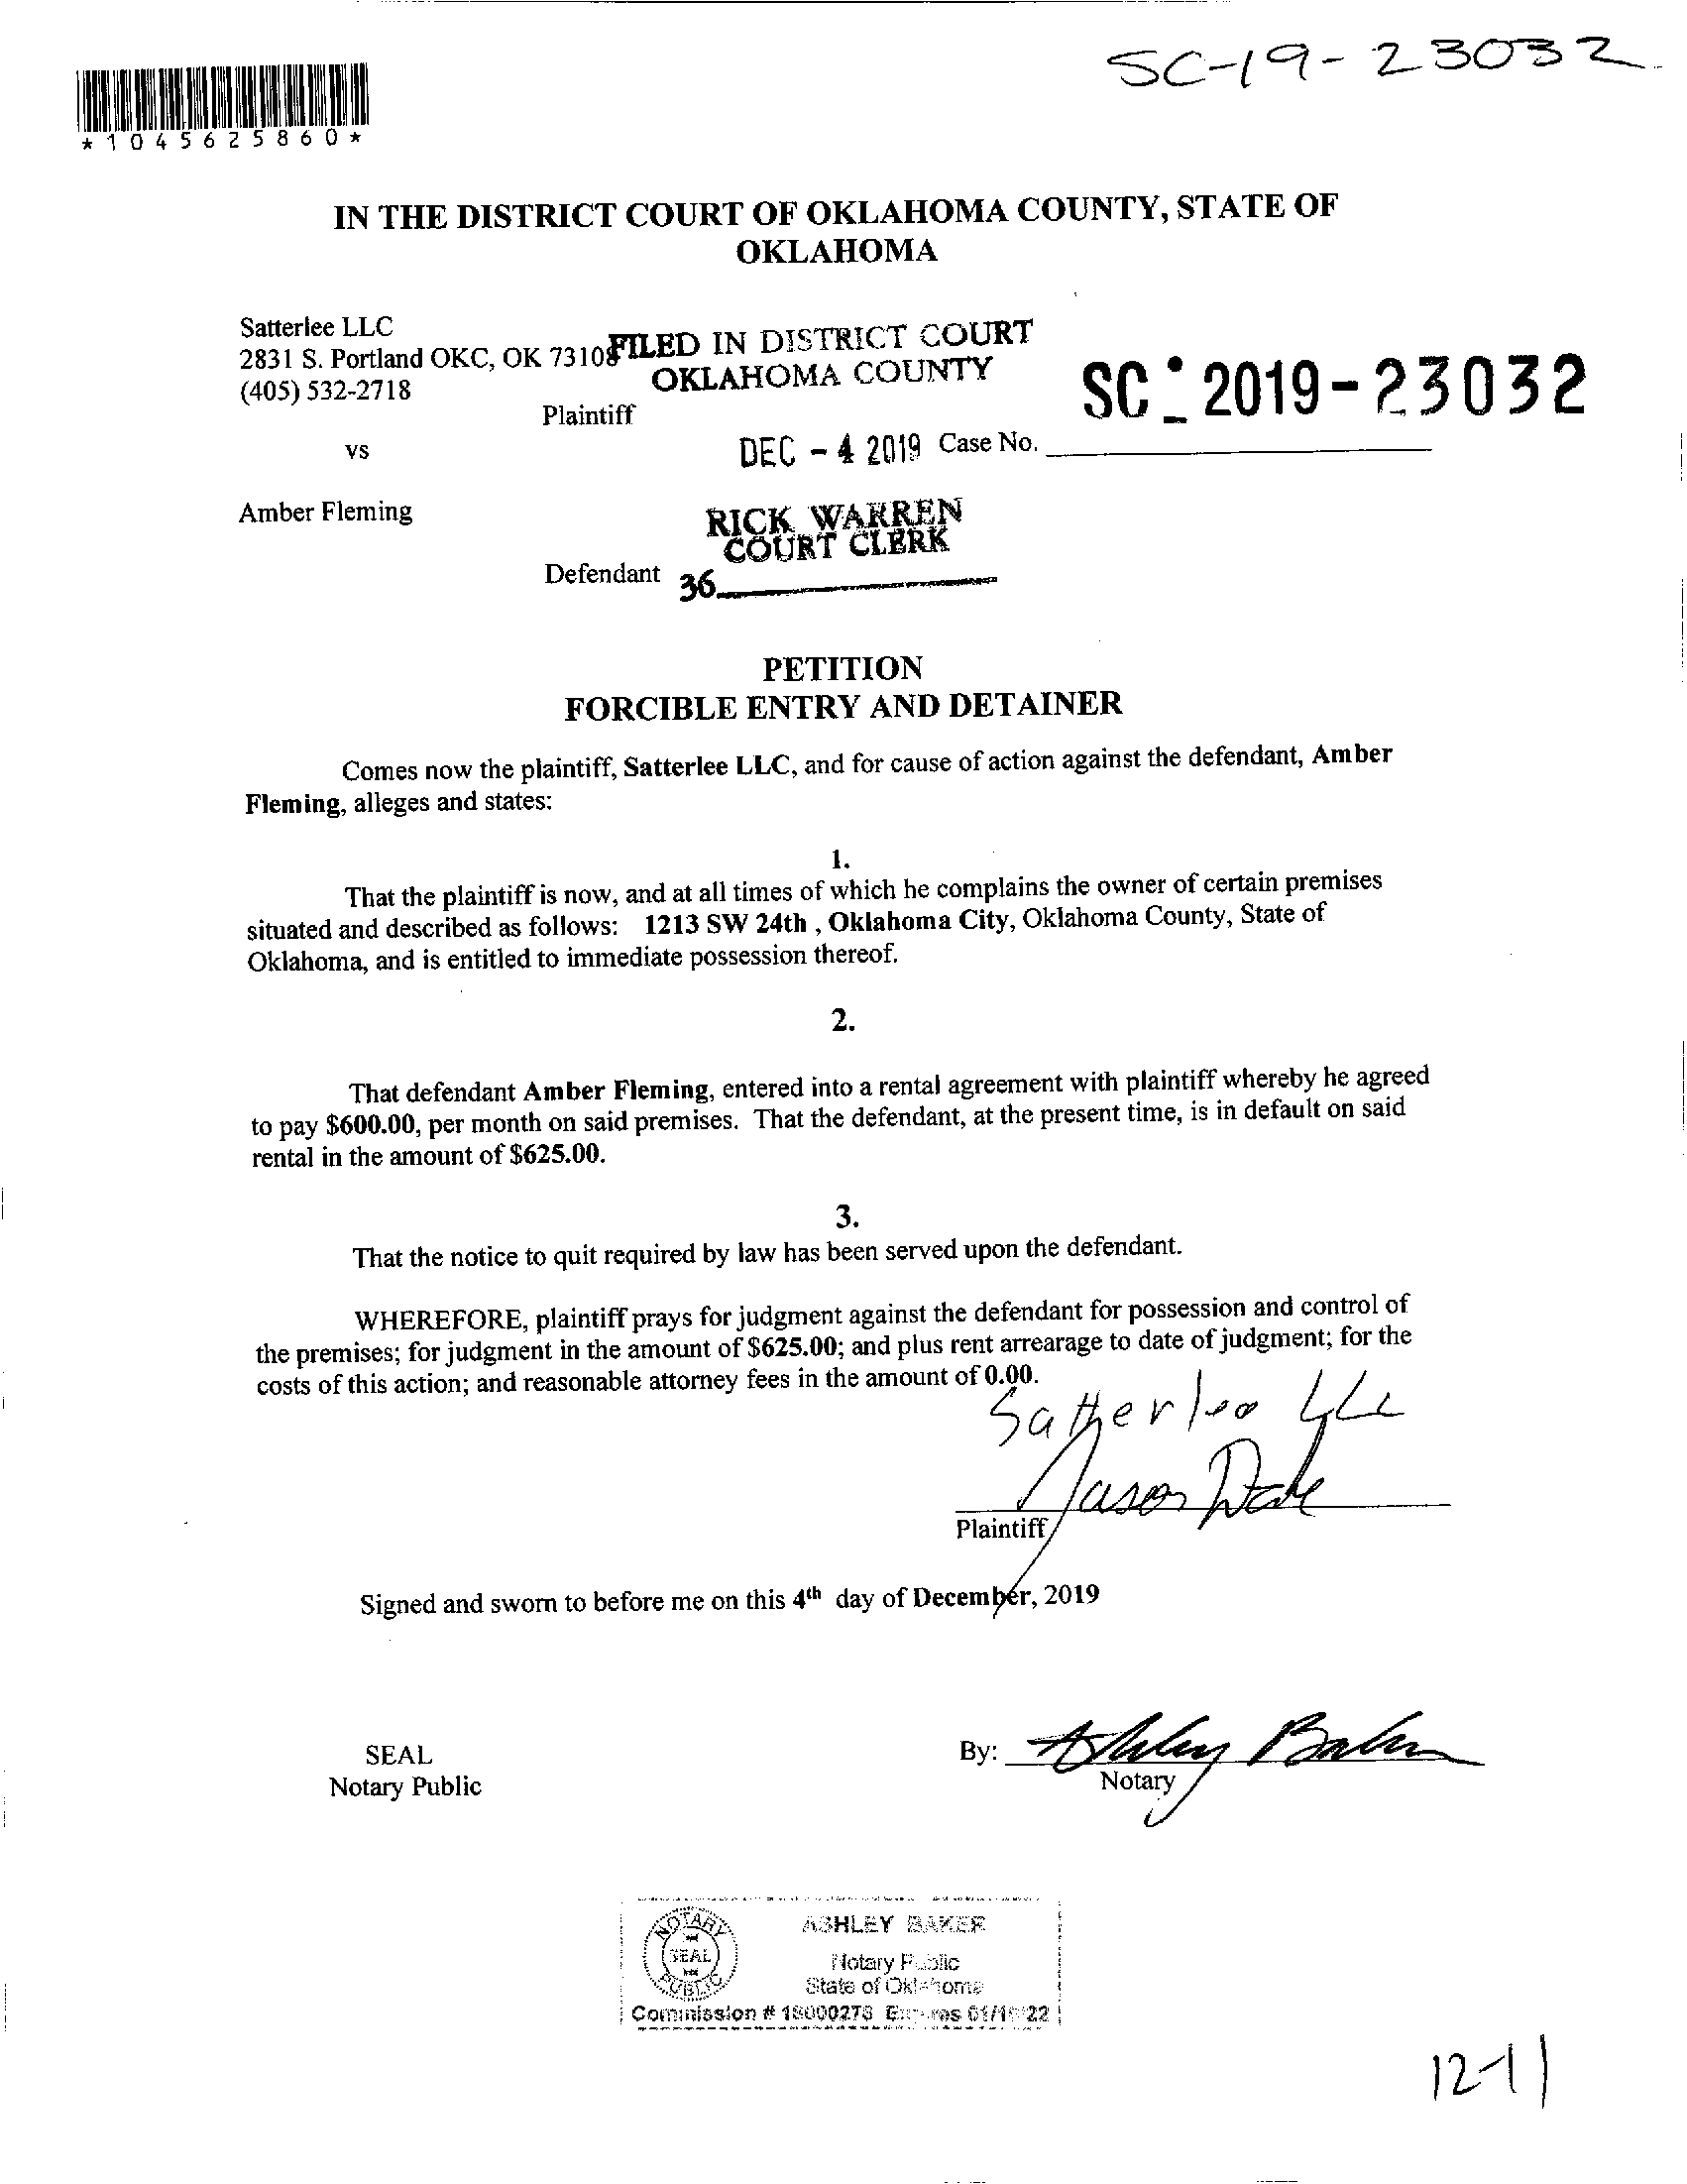 SC-19-23032
*1045625860*
IN THE DISTRICT COURT OF OKLAHOMA COUNTY, STATE OF
OKLAHOMA
Satterlee LLC
2831 S. Portland OKC, OK 73108
(405) 532-2718
Plaintiff
vs
Amber Fleming
Defendant
FILED IN DISTRICT COURT
OKLAHOMA COUNTY
DEC - 4 2019
RICK WARREN
COURT CLERK
36
SC - 2019-23032
Case No.
PETITION
FORCIBLE ENTRY AND DETAINER
Comes now the plaintiff, Satterlee LLC, and for cause of action against the defendant, Amber
Fleming, alleges and states:
1.
That the plaintiff is now, and at all times of which he complains the owner of certain premises
situated and described as follows: 1213 SW 24th , Oklahoma City, Oklahoma County, State of
Oklahoma, and is entitled to immediate possession thereof.
2.
That defendant Amber Fleming, entered into a rental agreement with plaintiff whereby he agreed
to pay $600.00, per month on said premises. That the defendant, at the present time, is in default on said
rental in the amount of $625.00.
3.
That the notice to quit required by law has been served upon the defendant.
WHEREFORE, plaintiff prays for judgment against the defendant for possession and control of
the premises; for judgment in the amount of $625.00; and plus rent arrearage to date of judgment; for the
costs of this action; and reasonable attorney fees in the amount of 0.00.
Satterlee LLC
Jason
Plaintiff
Signed and sworn to before me on this 4th day of December, 2019
SEAL
Notary Public
By: Ashley Baker
Notary
NOTARY
SEAL
PUBLIC
ASHLEY BAKER
Notary Public
State of Oklahoma
Commission # 18000278 Expires
12-11